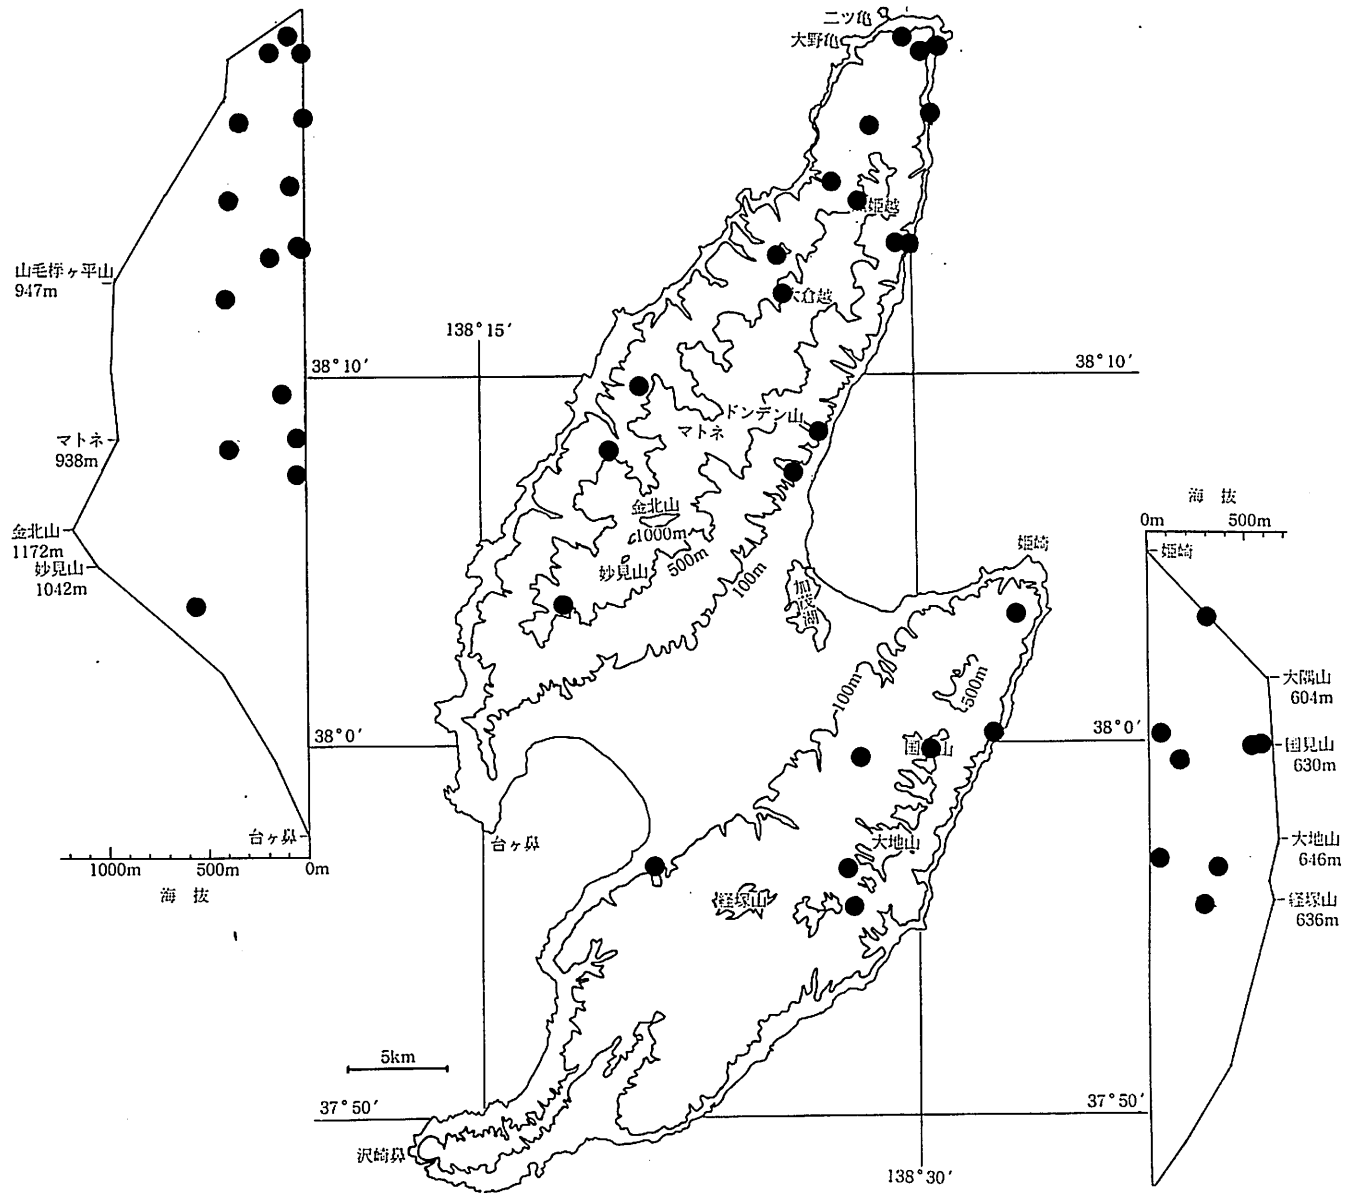 二ツ亀
大野亀
姫越
大倉越
138°15′
38°10′
38°10′
ドンデン山
マトネ
金北山
1000m
妙見山
500m
100m
加茂湖
姫崎
山毛欅ヶ平山
947m
マトネ
938m
金北山
1172m
妙見山
1042m
台ヶ鼻
1000m
500m
0m
海 抜
38°0′
38°0′
台ヶ鼻
100m
500m
国見山
大地山
経塚山
海 抜
0m
500m
姫崎
大隅山
604m
国見山
630m
大地山
646m
経塚山
636m
5km
37°50′
37°50′
沢崎鼻
138°30′